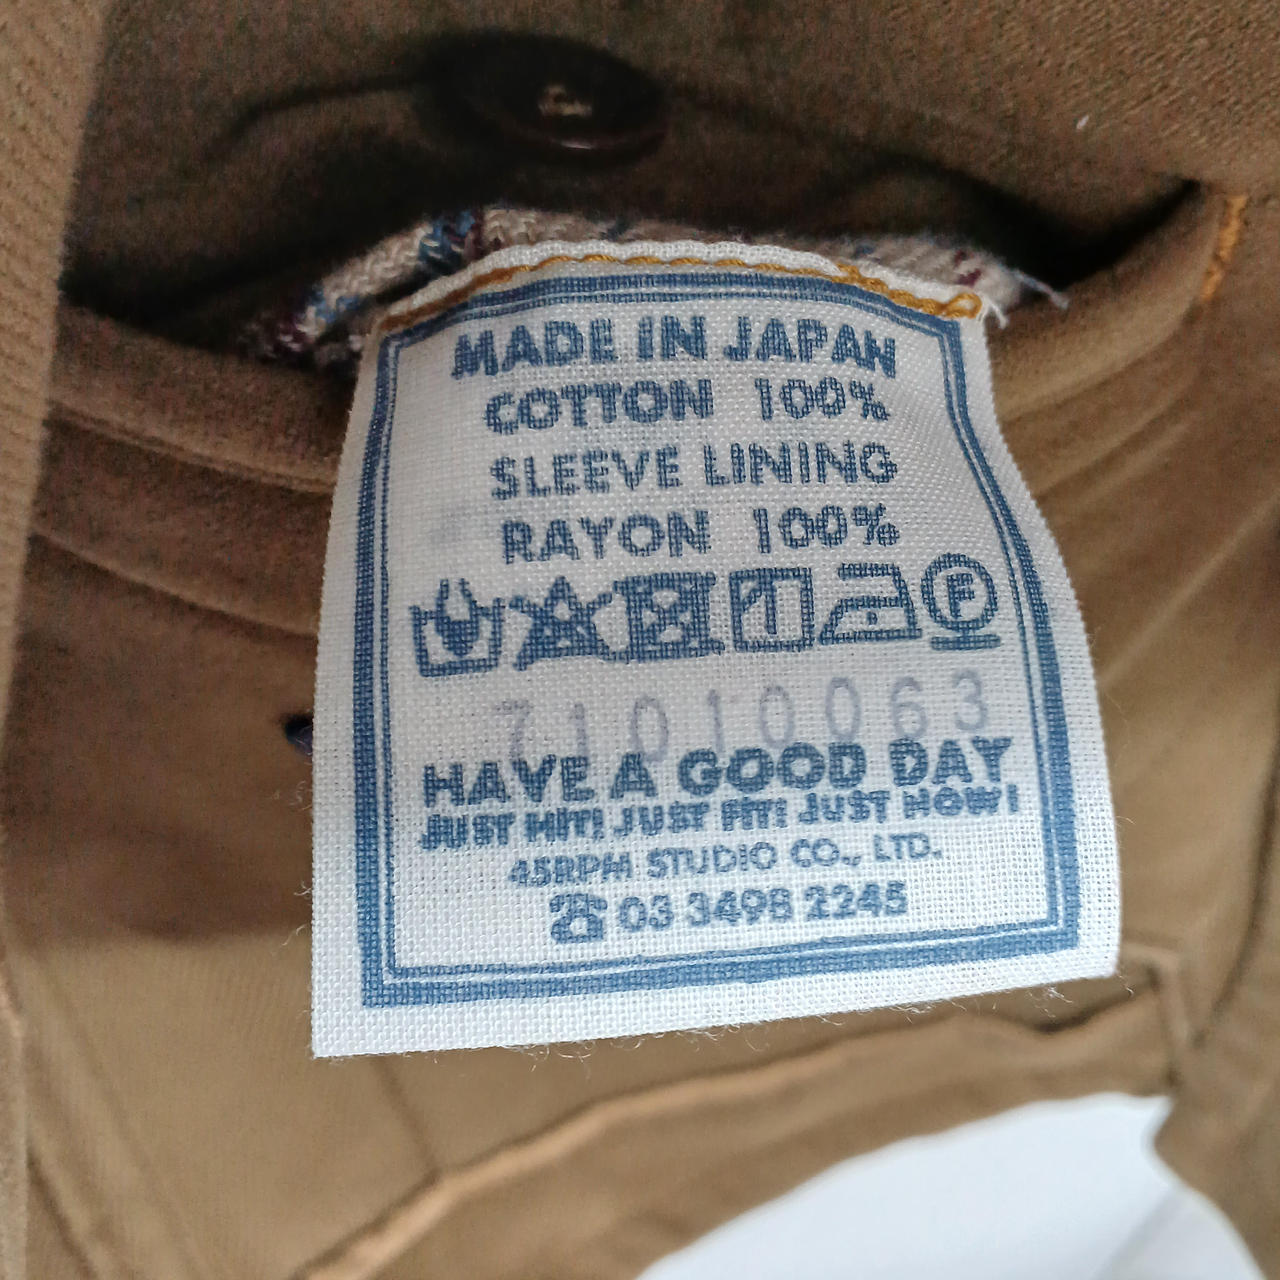 MADE IN JAPAN
COTTON 100%
SLEEVE LINING
RAYON 100%
F
71010063
HAVE A GOOD DAY
JUST HIT! JUST FIT! JUST NOW!
45RPM STUDIO CO., LTD.
☎ 03 3498 2245